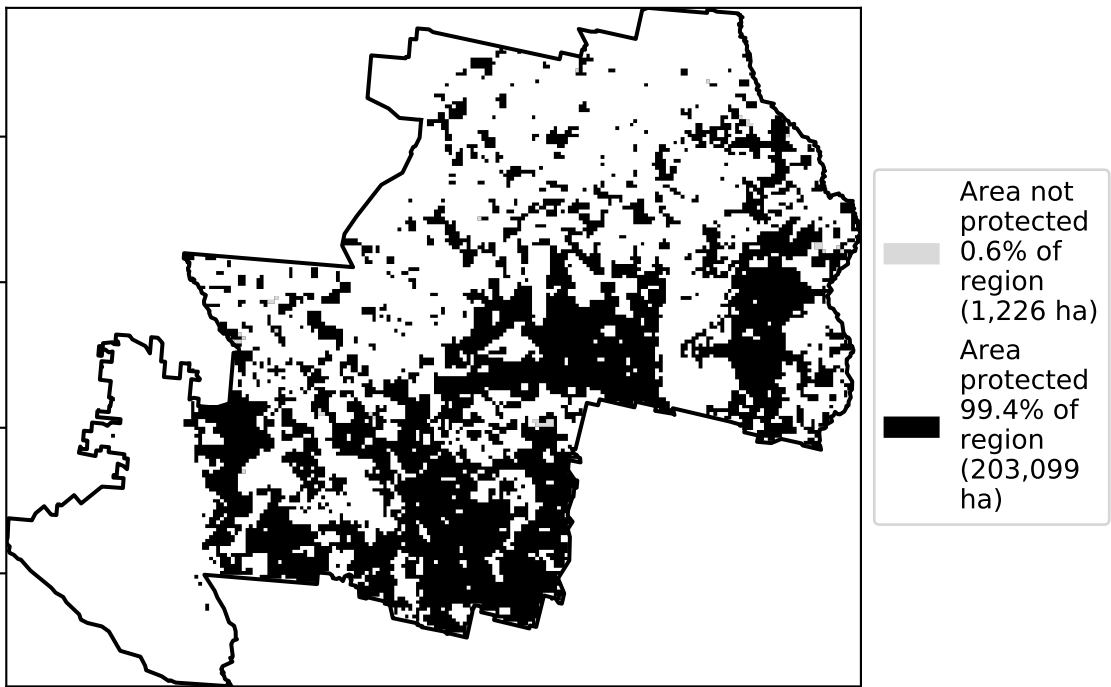 Area not
protected
0.6% of
region
(1,226 ha)
Area
protected
99.4% of
region
(203,099
ha)